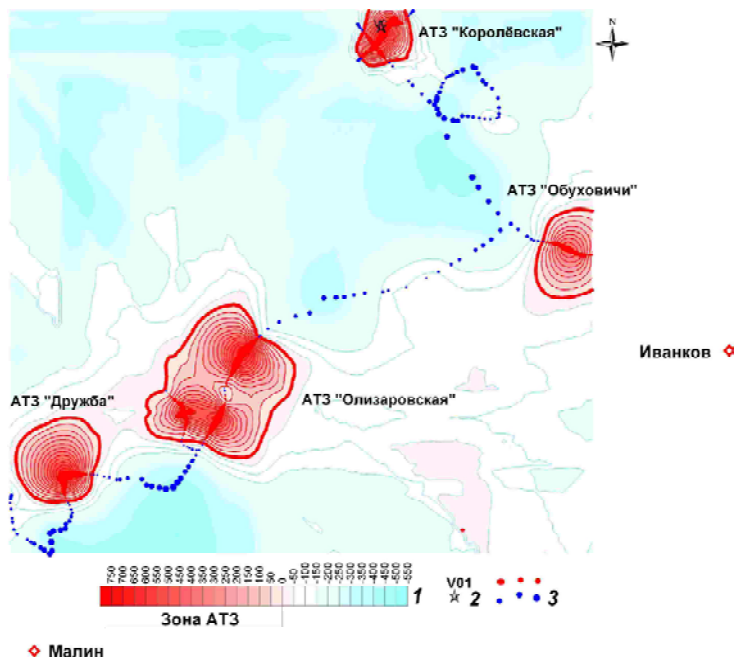 АТЗ "Королёвская"
N
АТЗ "Обуховичи"
Иванков
АТЗ "Дружба"
АТЗ "Олизаровская"
750 700 650 600 550 500 450 400 350 300 250 200 150 100 50 0 -50 -100 -150 -200 -250 -300 -350 -400 -450 -500 -550
1 V01 2 3
Зона АТЗ
Малин